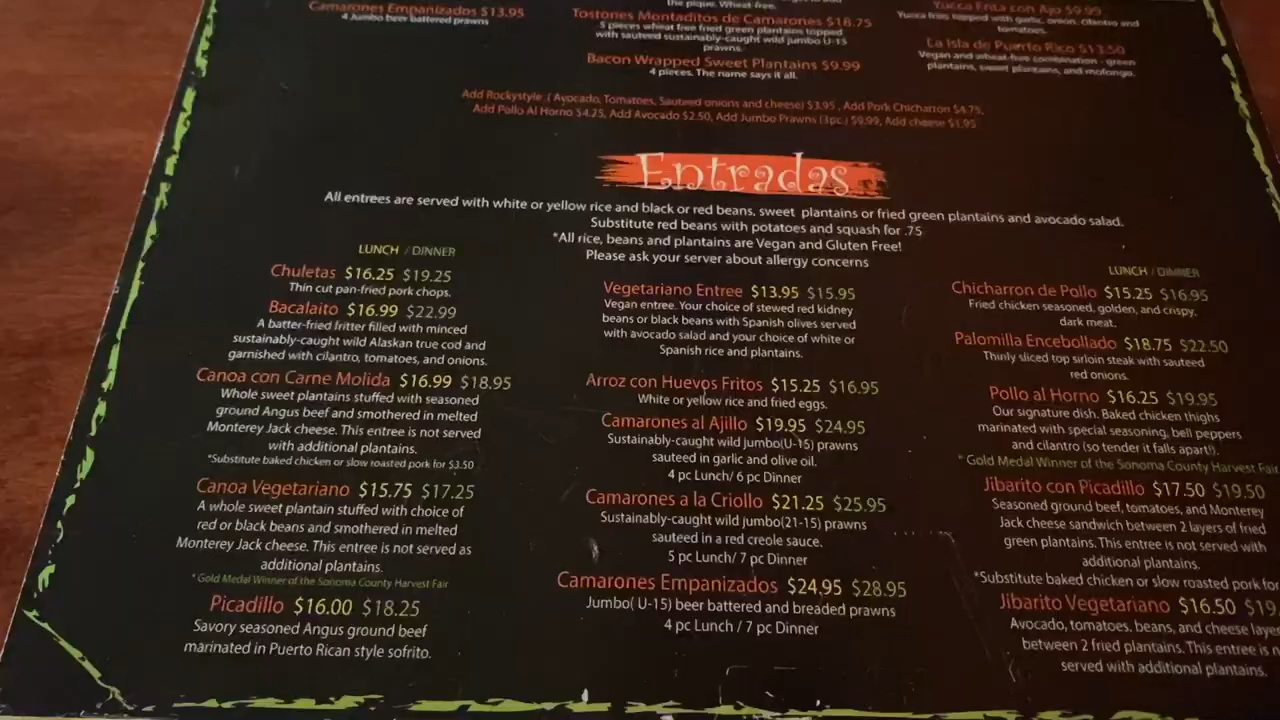 Camarones Empanizados $13.95
4 Jumbo beer battered prawns
the pique. Wheat-free.
Tostones Montaditos de Camarones $18.75
5 pieces wheat free fried green plantains topped
with sauteed sustainably-caught wild jumbo U-15
prawns.
Bacon Wrapped Sweet Plantains $9.99
4 pieces. The name says it all.
Yucca Frita con Ajo $9.99
Yucca fries topped with garlic, onion, cilantro and
tomatoes.
La Isla de Puerto Rico $13.50
Vegan and wheat-free combination - green
plantains, sweet plantains, and mofongo.
Add Rockystyle ( Avocado, Tomatoes, Sauteed onions and cheese) $3.95 , Add Pork Chicharron $4.75,
Add Pollo Al Horno $4.25, Add Avocado $2.50, Add Jumbo Prawns (3pc.) $9.99, Add cheese $1.95
Entradas
All entrees are served with white or yellow rice and black or red beans, sweet plantains or fried green plantains and avocado salad.
Substitute red beans with potatoes and squash for .75
*All rice, beans and plantains are Vegan and Gluten Free!
Please ask your server about allergy concerns
LUNCH / DINNER
Chuletas $16.25 $19.25
Thin cut pan-fried pork chops.
Bacalaito $16.99 $22.99
A batter-fried fritter filled with minced
sustainably-caught wild Alaskan true cod and
garnished with cilantro, tomatoes, and onions.
Canoa con Carne Molida $16.99 $18.95
Whole sweet plantains stuffed with seasoned
ground Angus beef and smothered in melted
Monterey Jack cheese. This entree is not served
with additional plantains.
*Substitute baked chicken or slow roasted pork for $3.50
Canoa Vegetariano $15.75 $17.25
A whole sweet plantain stuffed with choice of
red or black beans and smothered in melted
Monterey Jack cheese. This entree is not served as
additional plantains.
* Gold Medal Winner of the Sonoma County Harvest Fair
Picadillo $16.00 $18.25
Savory seasoned Angus ground beef
marinated in Puerto Rican style sofrito.
Vegetariano Entree $13.95 $15.95
Vegan entree. Your choice of stewed red kidney
beans or black beans with Spanish olives served
with avocado salad and your choice of white or
Spanish rice and plantains.
Arroz con Huevos Fritos $15.25 $16.95
White or yellow rice and fried eggs.
Camarones al Ajillo $19.95 $24.95
Sustainably-caught wild jumbo(U-15) prawns
sauteed in garlic and olive oil.
4 pc Lunch/ 6 pc Dinner
Camarones a la Criollo $21.25 $25.95
Sustainably-caught wild jumbo(21-15) prawns
sauteed in a red creole sauce.
5 pc Lunch/ 7 pc Dinner
Camarones Empanizados $24.95 $28.95
Jumbo( U-15) beer battered and breaded prawns
4 pc Lunch / 7 pc Dinner
LUNCH / DINNER
Chicharron de Pollo $15.25 $16.95
Fried chicken seasoned, golden, and crispy,
dark meat.
Palomilla Encebollado $18.75 $22.50
Thinly sliced top sirloin steak with sauteed
red onions.
Pollo al Horno $16.25 $19.95
Our signature dish. Baked chicken thighs
marinated with special seasoning, bell peppers
and cilantro (so tender it falls apart!).
* Gold Medal Winner of the Sonoma County Harvest Fair
Jibarito con Picadillo $17.50 $19.50
Seasoned ground beef, tomatoes, and Monterey
Jack cheese sandwich between 2 layers of fried
green plantains. This entree is not served with
additional plantains.
*Substitute baked chicken or slow roasted pork for
Jibarito Vegetariano $16.50 $19
Avocado, tomatoes, beans, and cheese laye
between 2 fried plantains. This entree is n
served with additional plantains.